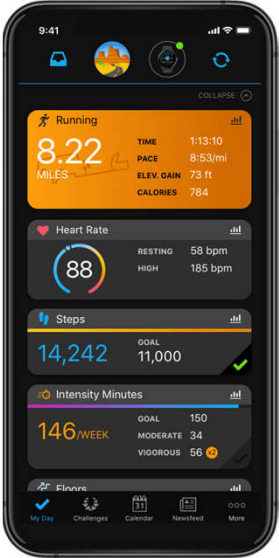 9:41
COLLAPSE
Running
8.22
MILES
TIME 1:13:10
PACE 8:53/mi
ELEV. GAIN 73 ft
CALORIES 784
Heart Rate
88
RESTING 58 bpm
HIGH 185 bpm
Steps
14,242
GOAL
11,000
Intensity Minutes
146/WEEK
GOAL 150
MODERATE 34
VIGOROUS 56 x2
Floors
31
My Day Challenges Calendar Newsfeed More